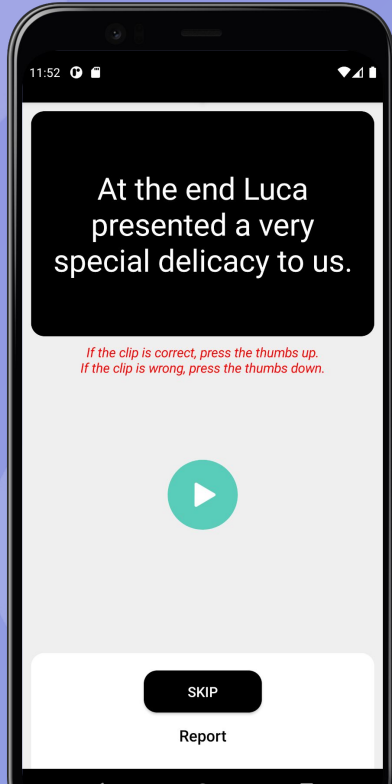 11:52
At the end Luca
presented a very
special delicacy to us.
If the clip is correct, press the thumbs up.
If the clip is wrong, press the thumbs down.
SKIP
Report